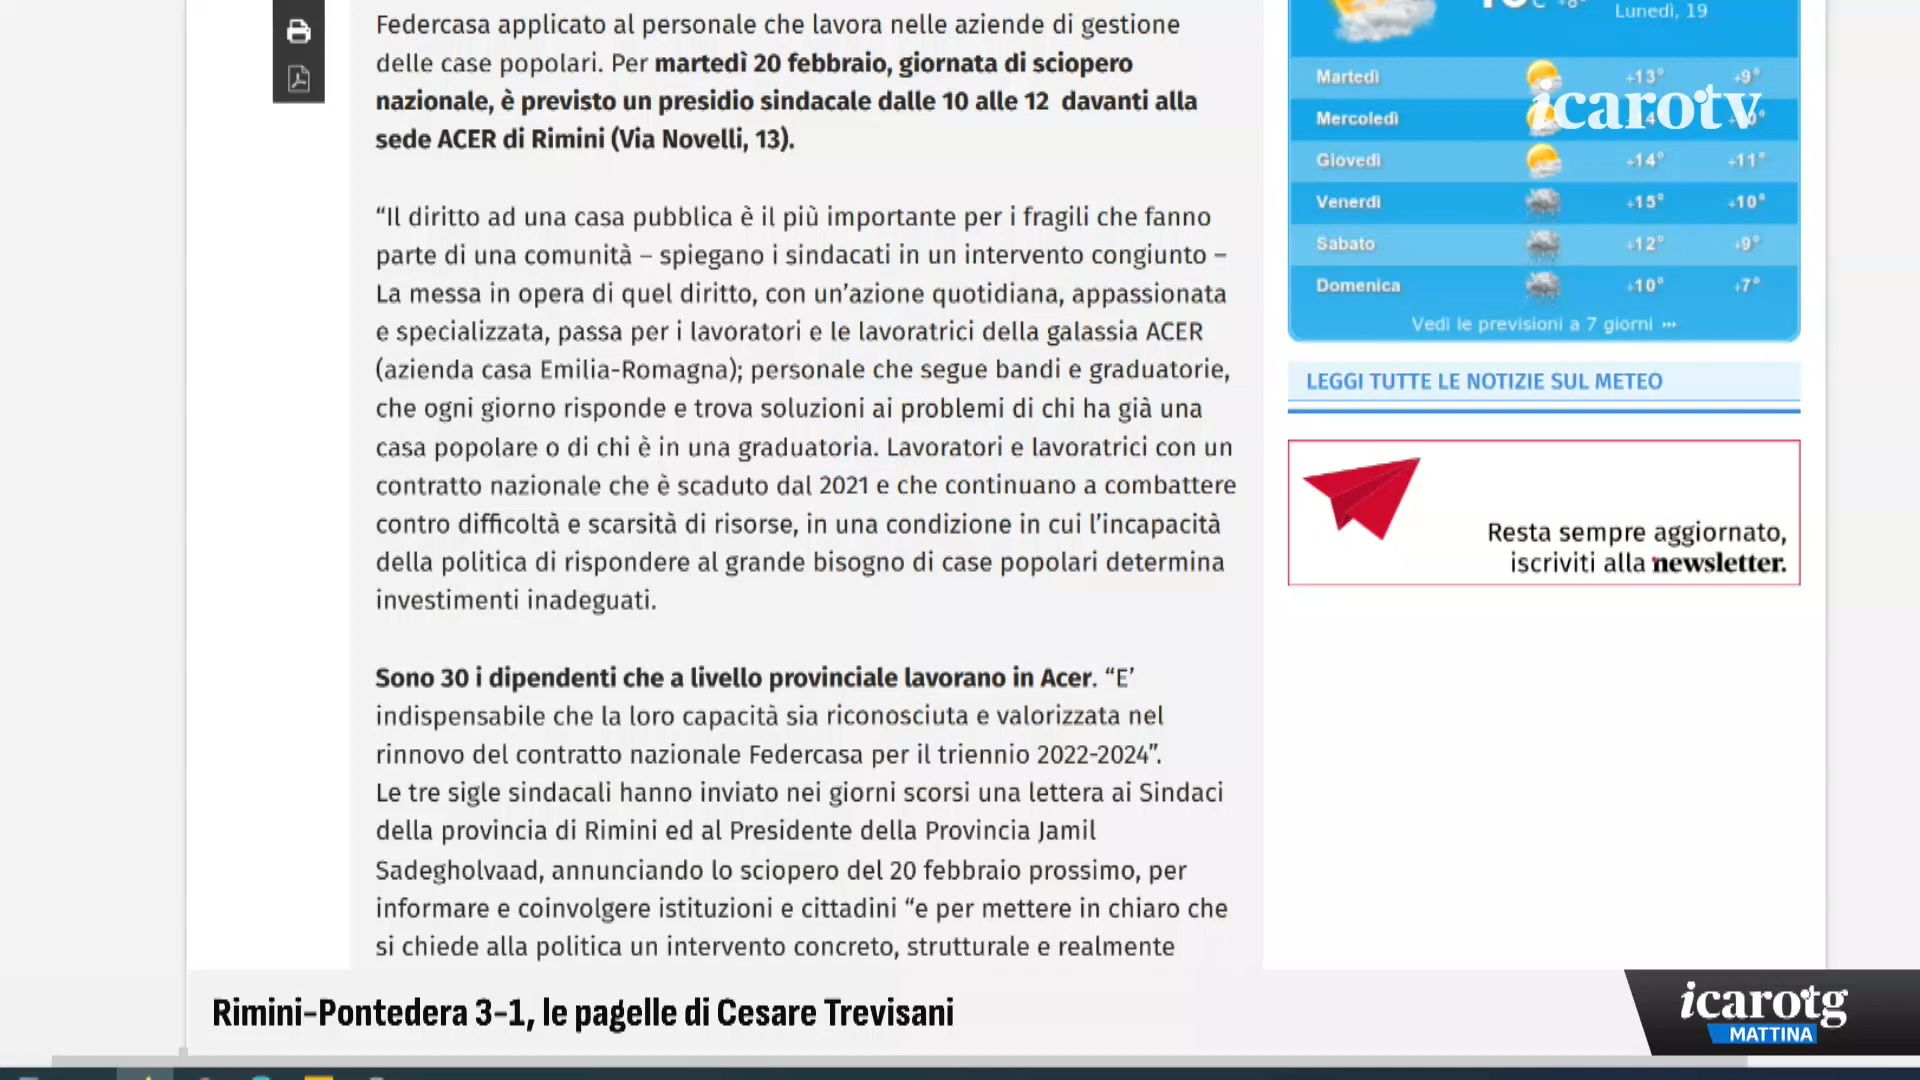 Federcasa applicato al personale che lavora nelle aziende di gestione
delle case popolari. Per martedì 20 febbraio, giornata di sciopero
nazionale, è previsto un presidio sindacale dalle 10 alle 12 davanti alla
sede ACER di Rimini (Via Novelli, 13).
“Il diritto ad una casa pubblica è il più importante per i fragili che fanno
parte di una comunità – spiegano i sindacati in un intervento congiunto –
La messa in opera di quel diritto, con un’azione quotidiana, appassionata
e specializzata, passa per i lavoratori e le lavoratrici della galassia ACER
(azienda casa Emilia-Romagna); personale che segue bandi e graduatorie,
che ogni giorno risponde e trova soluzioni ai problemi di chi ha già una
casa popolare o di chi è in una graduatoria. Lavoratori e lavoratrici con un
contratto nazionale che è scaduto dal 2021 e che continuano a combattere
contro difficoltà e scarsità di risorse, in una condizione in cui l’incapacità
della politica di rispondere al grande bisogno di case popolari determina
investimenti inadeguati.
Sono 30 i dipendenti che a livello provinciale lavorano in Acer. “E’
indispensabile che la loro capacità sia riconosciuta e valorizzata nel
rinnovo del contratto nazionale Federcasa per il triennio 2022-2024”.
Le tre sigle sindacali hanno inviato nei giorni scorsi una lettera ai Sindaci
della provincia di Rimini ed al Presidente della Provincia Jamil
Sadegholvaad, annunciando lo sciopero del 20 febbraio prossimo, per
informare e coinvolgere istituzioni e cittadini “e per mettere in chiaro che
si chiede alla politica un intervento concreto, strutturale e realmente
Lunedì, 19
Martedì +13° +9°
icarotv
Mercoledì
Giovedì +14° +11°
Venerdì +15° +10°
Sabato +12° +9°
Domenica +10° +7°
Vedi le previsioni a 7 giorni ···
LEGGI TUTTE LE NOTIZIE SUL METEO
Resta sempre aggiornato,
iscriviti alla newsletter.
Rimini-Pontedera 3-1, le pagelle di Cesare Trevisani
icarotg
MATTINA